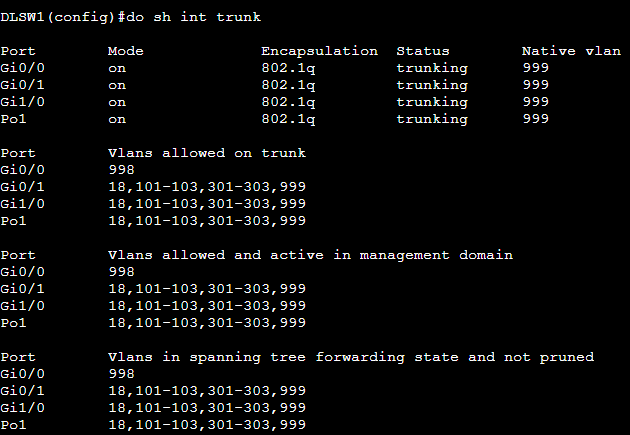 DLSW1(config)#do sh int trunk
Port Mode Encapsulation Status Native vlan
Gi0/0 on 802.1q trunking 999
Gi0/1 on 802.1q trunking 999
Gi1/0 on 802.1q trunking 999
Po1 on 802.1q trunking 999
Port Vlans allowed on trunk
Gi0/0 998
Gi0/1 18,101-103,301-303,999
Gi1/0 18,101-103,301-303,999
Po1 18,101-103,301-303,999
Port Vlans allowed and active in management domain
Gi0/0 998
Gi0/1 18,101-103,301-303,999
Gi1/0 18,101-103,301-303,999
Po1 18,101-103,301-303,999
Port Vlans in spanning tree forwarding state and not pruned
Gi0/0 998
Gi0/1 18,101-103,301-303,999
Gi1/0 18,101-103,301-303,999
Po1 18,101-103,301-303,999